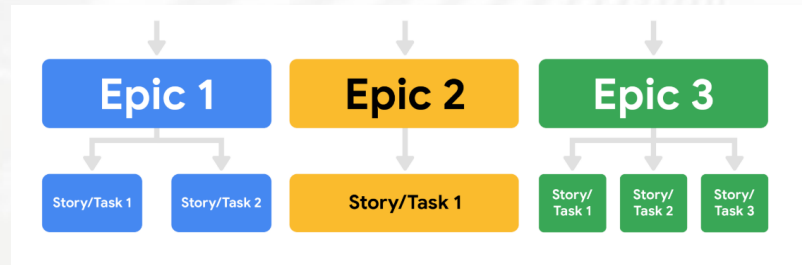 Epic 1
Epic 2
Epic 3
Story/Task 1
Story/Task 2
Story/Task 1
Story/
Task 1
Story/
Task 2
Story/
Task 3